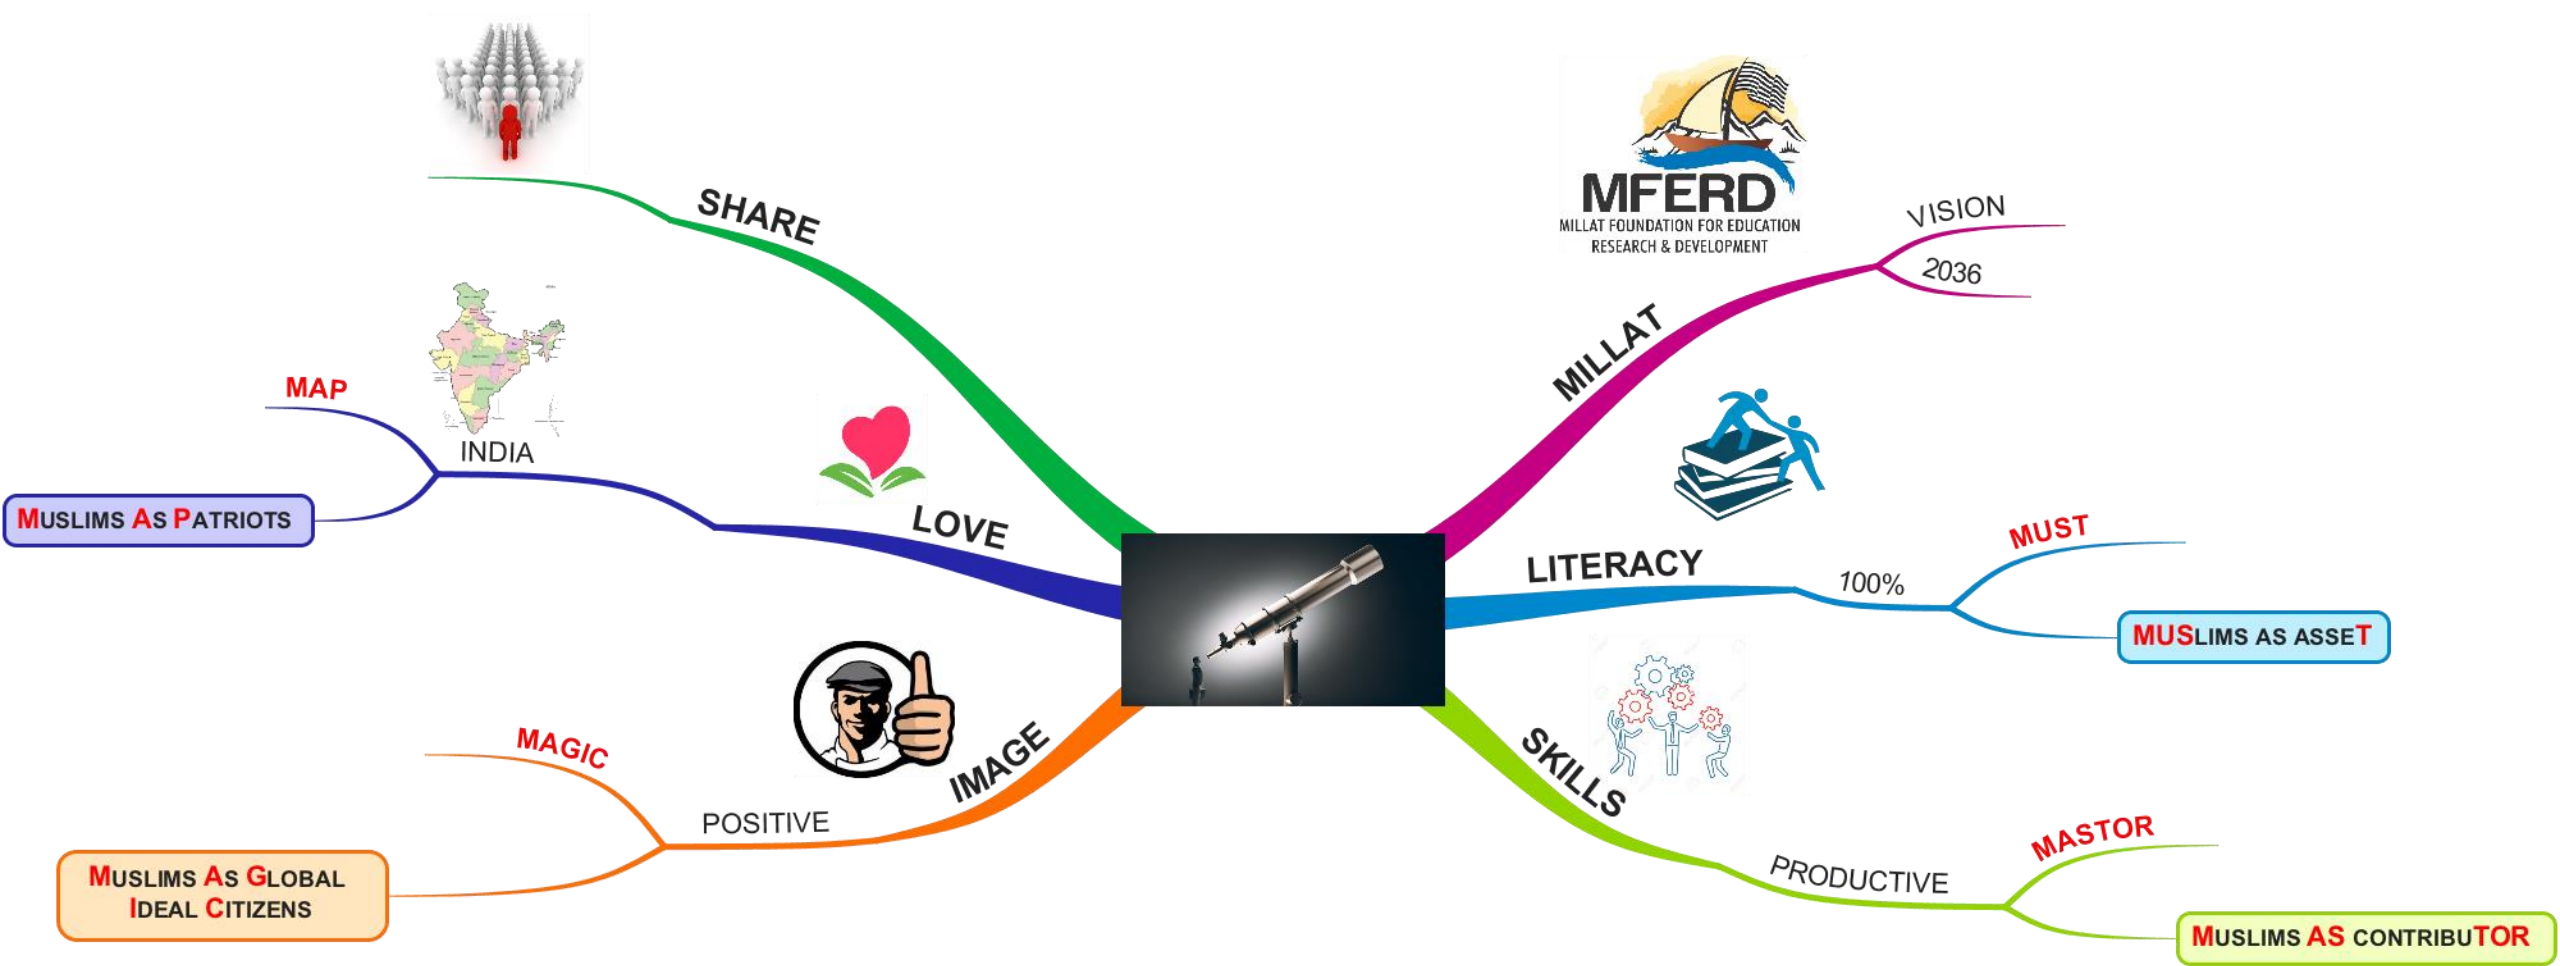 SHARE
MFERD
MILLAT FOUNDATION FOR EDUCATION
RESEARCH & DEVELOPMENT
VISION
2036
MILLAT
MAP
INDIA
MUSLIMS AS PATRIOTS
LOVE
LITERACY
100%
MUST
MUSLIMS AS ASSET
IMAGE
POSITIVE
MAGIC
MUSLIMS AS GLOBAL
IDEAL CITIZENS
SKILLS
PRODUCTIVE
MASTOR
MUSLIMS AS CONTRIBUTOR